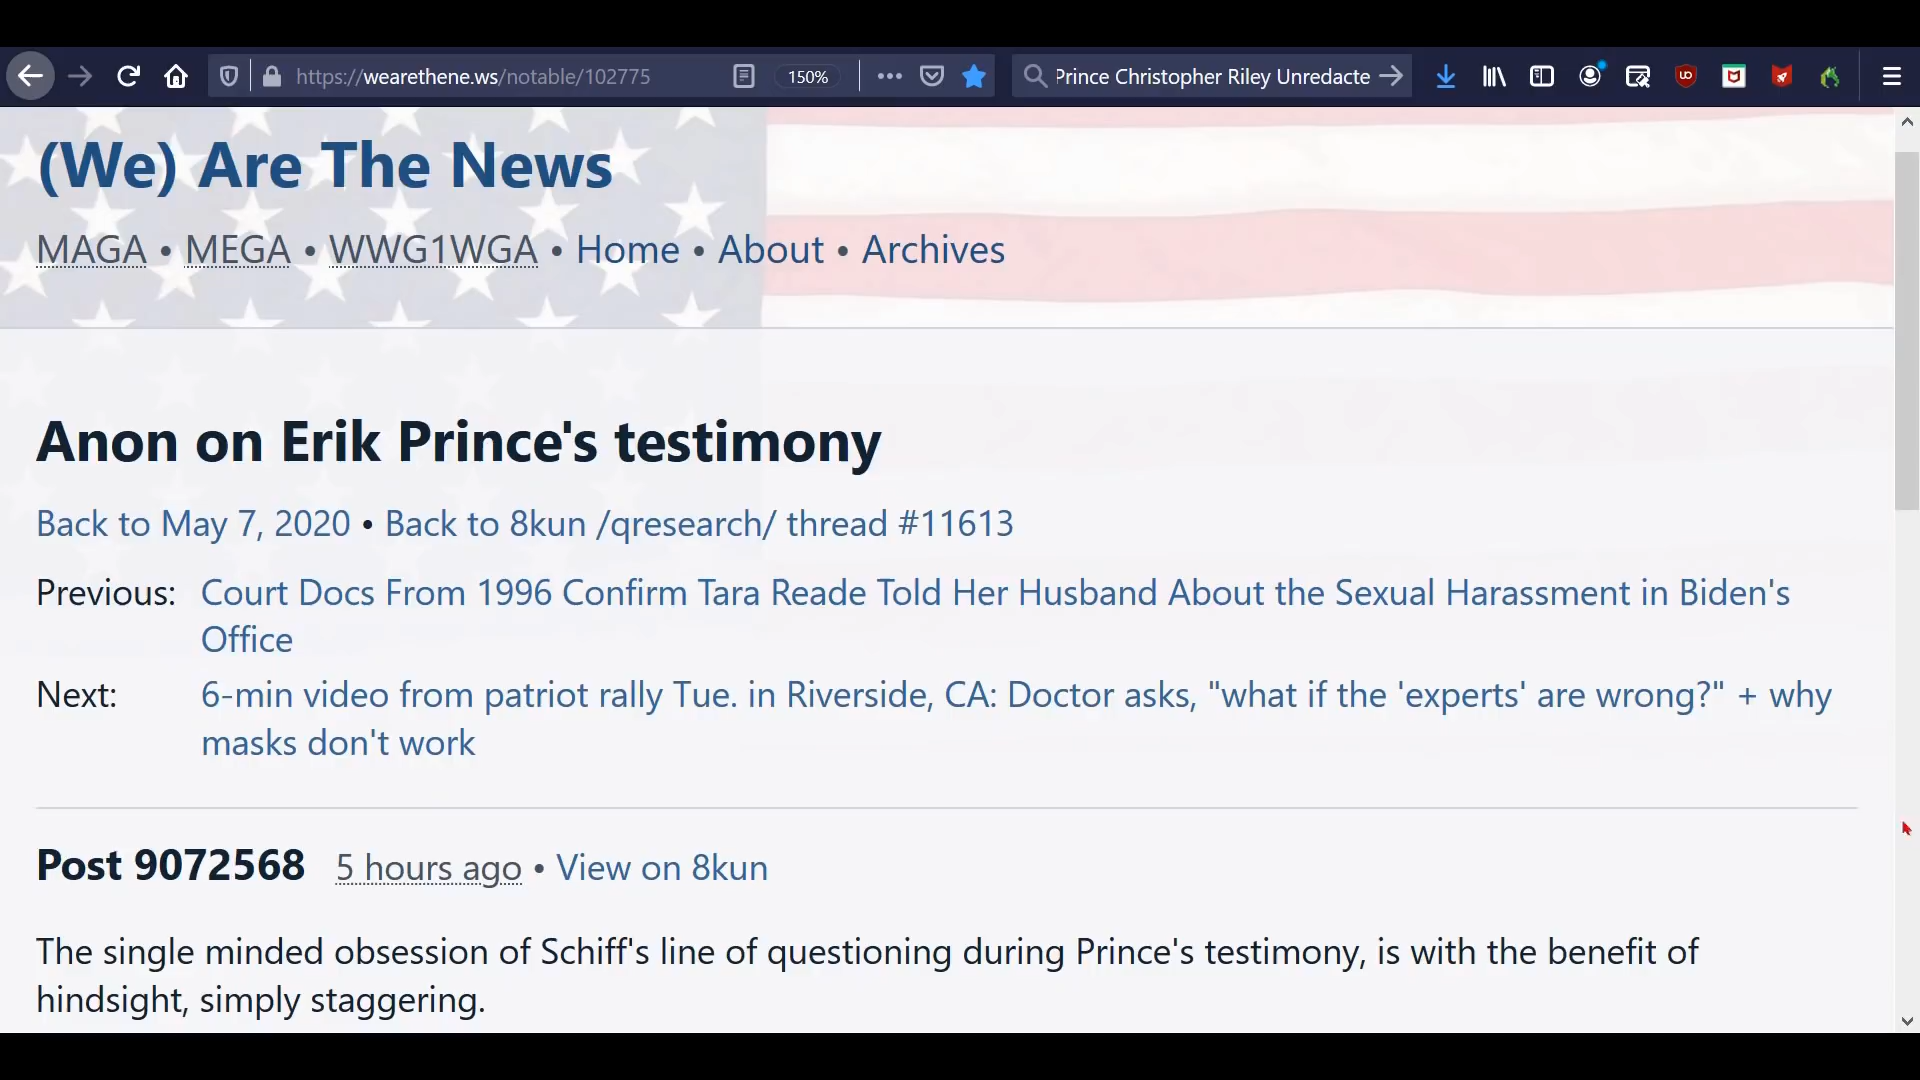 https://wearethene.ws/notable/102775
150%
Prince Christopher Riley Unredacte
(We) Are The News
MAGA • MEGA • WWG1WGA • Home • About • Archives
Anon on Erik Prince's testimony
Back to May 7, 2020 • Back to 8kun /qresearch/ thread #11613
Previous: Court Docs From 1996 Confirm Tara Reade Told Her Husband About the Sexual Harassment in Biden's
Office
Next: 6-min video from patriot rally Tue. in Riverside, CA: Doctor asks, "what if the 'experts' are wrong?" + why
masks don't work
Post 9072568 5 hours ago • View on 8kun
The single minded obsession of Schiff's line of questioning during Prince's testimony, is with the benefit of
hindsight, simply staggering.